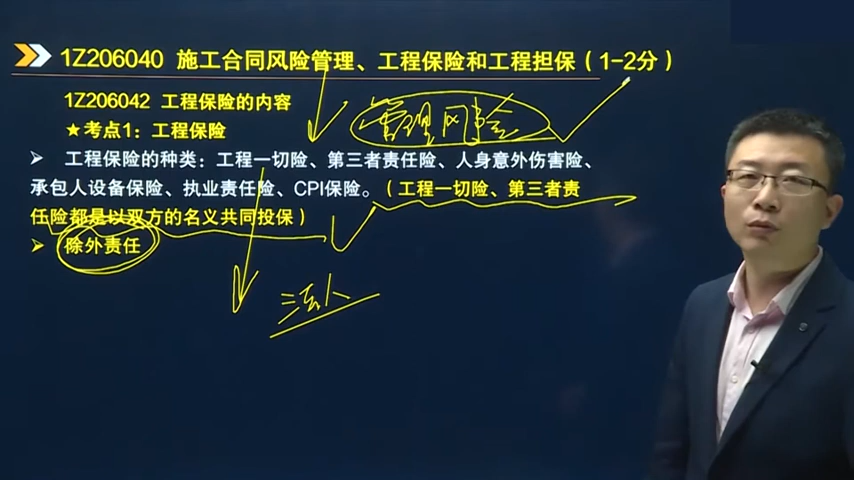 1Z206040 施工合同风险管理、工程保险和工程担保（1-2分）
1Z206042 工程保险的内容
★考点1：工程保险
管理风险
工程保险的种类：工程一切险、第三者责任险、人身意外伤害险、
承包人设备保险、执业责任险、CPI保险。（工程一切险、第三者责
任险都是以双方的名义共同投保）
除外责任